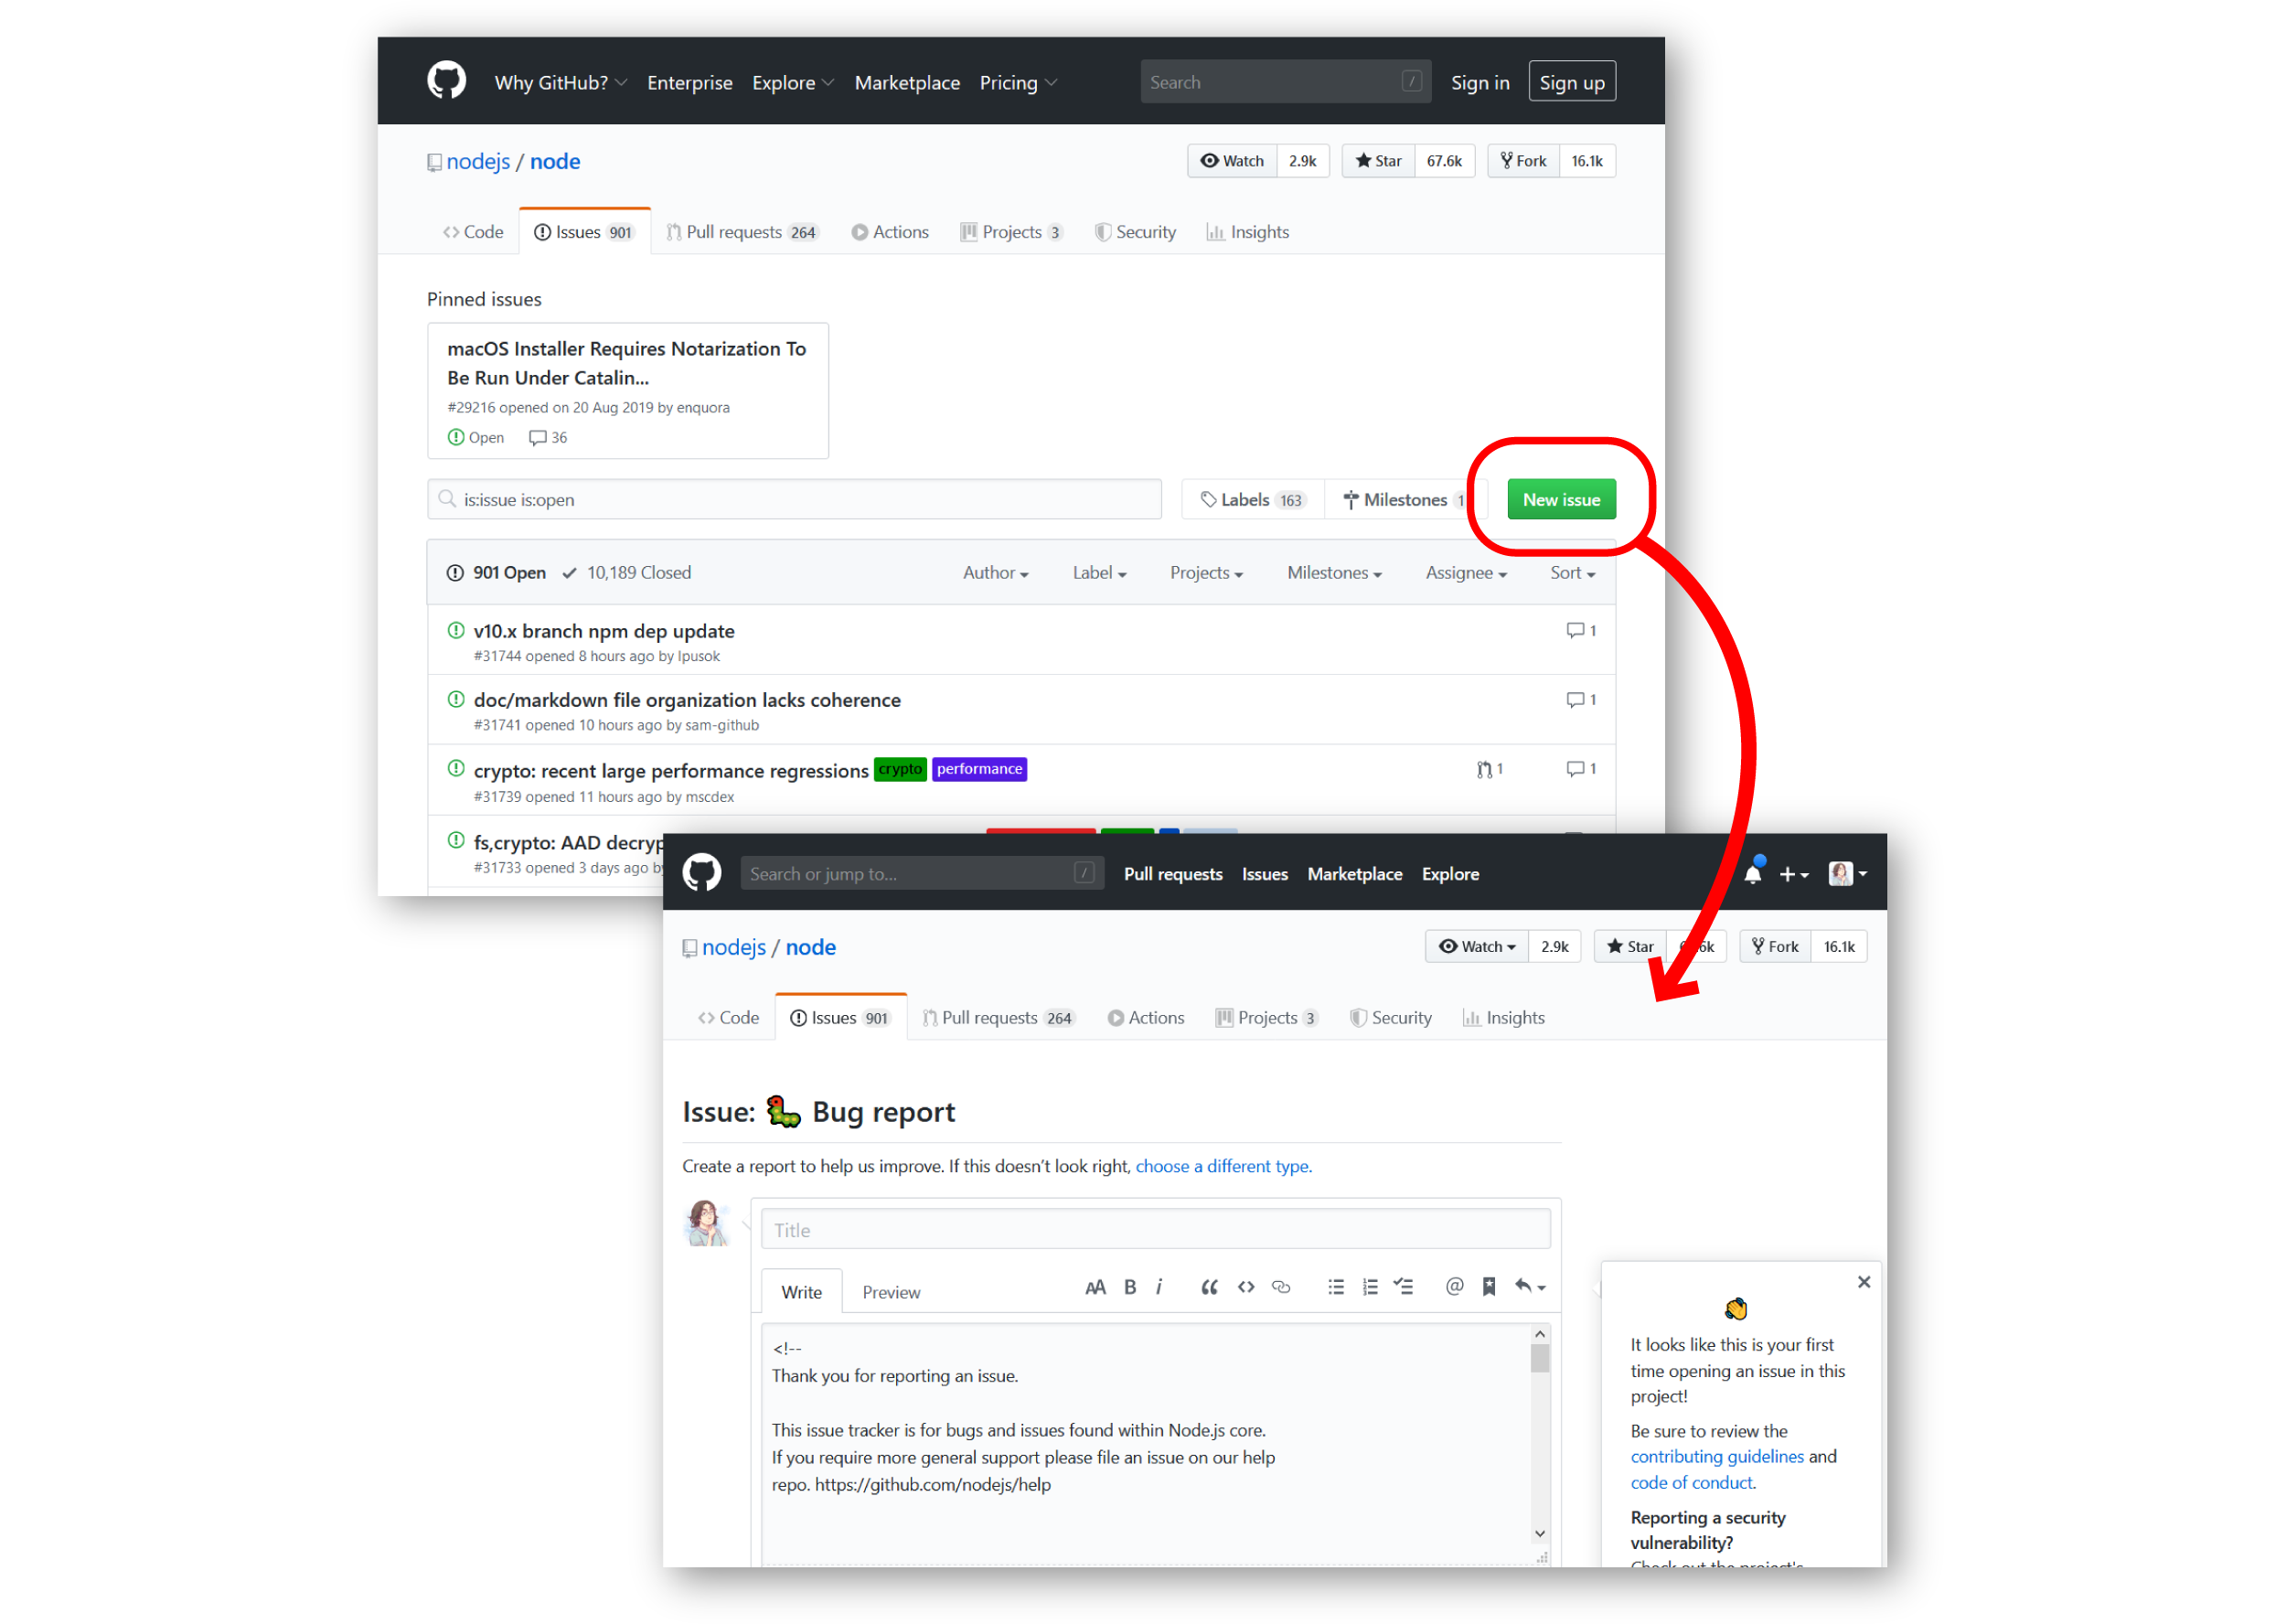 Why GitHub? Enterprise Explore Marketplace Pricing Search / Sign in Sign up
nodejs / node Watch 2.9k Star 67.6k Fork 16.1k
Code Issues 901 Pull requests 264 Actions Projects 3 Security Insights
Pinned issues
macOS Installer Requires Notarization To
Be Run Under Catalin...
#29216 opened on 20 Aug 2019 by enquora
Open 36
is:issue is:open Labels 163 Milestones 1 New issue
901 Open 10,189 Closed Author Label Projects Milestones Assignee Sort
v10.x branch npm dep update 1
#31744 opened 8 hours ago by lpusok
doc/markdown file organization lacks coherence 1
#31741 opened 10 hours ago by sam-github
crypto: recent large performance regressions crypto performance 1 1
#31739 opened 11 hours ago by mscdex
fs,crypto: AAD decryp
#31733 opened 3 days ago by
Search or jump to... / Pull requests Issues Marketplace Explore
nodejs / node Watch 2.9k Star Fork 16.1k
Code Issues 901 Pull requests 264 Actions Projects 3 Security Insights
Issue: 🐛 Bug report
Create a report to help us improve. If this doesn’t look right, choose a different type.
Title
Write Preview
<!--
Thank you for reporting an issue.
This issue tracker is for bugs and issues found within Node.js core.
If you require more general support please file an issue on our help
repo. https://github.com/nodejs/help
👋
It looks like this is your first
time opening an issue in this
project!
Be sure to review the
contributing guidelines and
code of conduct.
Reporting a security
vulnerability?
Check out the project's